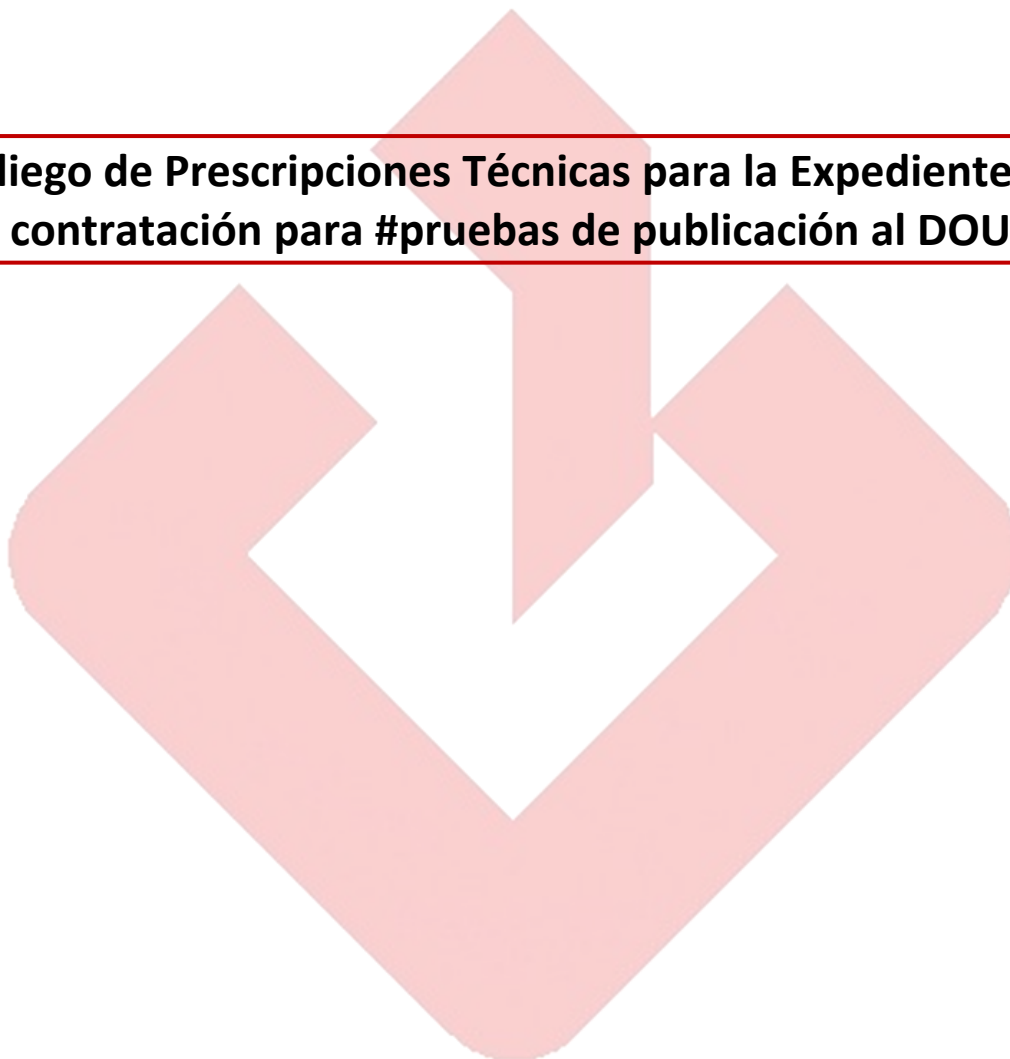 liego de Prescripciones Técnicas para la Expediente
contratación para #pruebas de publicación al DOU